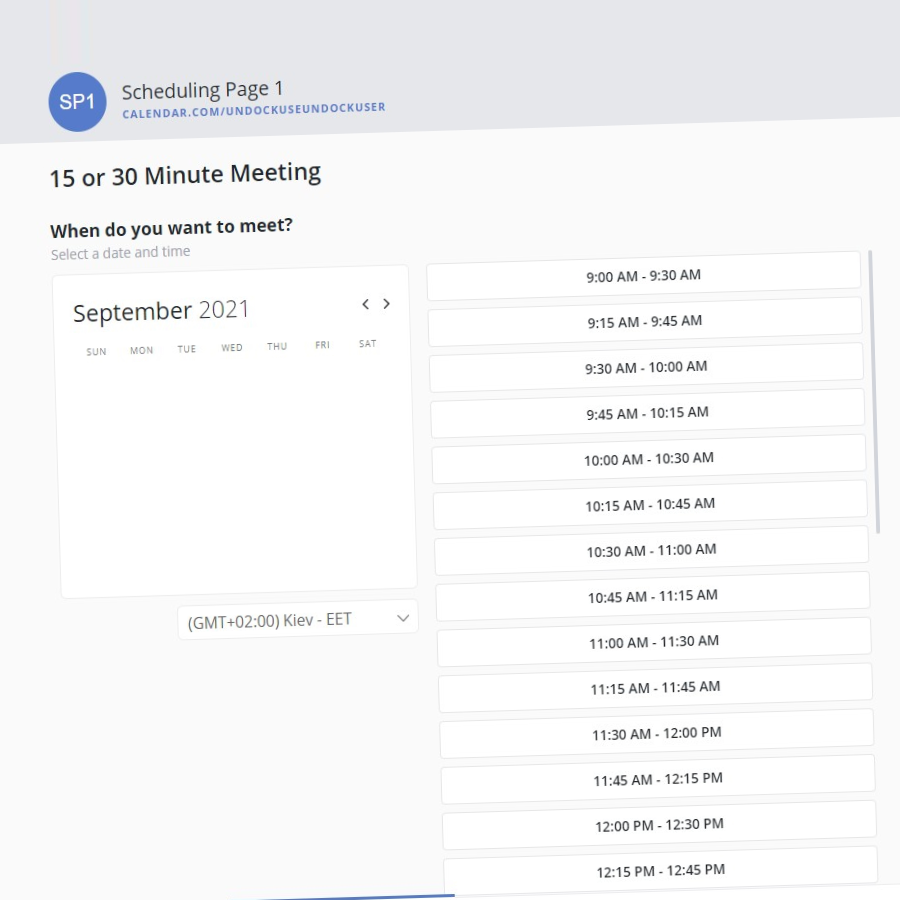 SP1
Scheduling Page 1
CALENDAR.COM/UNDOCKUSEUNDOCKUSER
15 or 30 Minute Meeting
When do you want to meet?
Select a date and time
September 2021
SUN MON TUE WED THU FRI SAT
(GMT+02:00) Kiev - EET
9:00 AM - 9:30 AM
9:15 AM - 9:45 AM
9:30 AM - 10:00 AM
9:45 AM - 10:15 AM
10:00 AM - 10:30 AM
10:15 AM - 10:45 AM
10:30 AM - 11:00 AM
10:45 AM - 11:15 AM
11:00 AM - 11:30 AM
11:15 AM - 11:45 AM
11:30 AM - 12:00 PM
11:45 AM - 12:15 PM
12:00 PM - 12:30 PM
12:15 PM - 12:45 PM